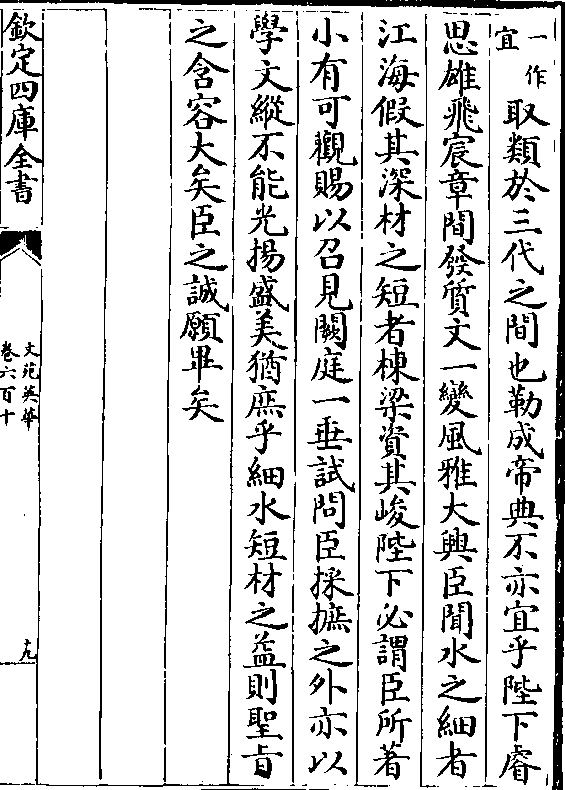 一作
宜
取類於三代之間也勒成帝典不亦宜乎陛下睿
思雄飛宸章間發質文一變風雅大興臣聞水之細者
江海假其深材之短者棟梁資其峻陛下必謂臣所著
小有可觀賜以召見闕庭一垂試問臣採摭之外亦以
學文縱不能光揚盛美猶庶乎細水短材之益則聖旨
之含容大矣臣之誠願畢矣
欽定四庫全書
文苑英華
卷六百十
九